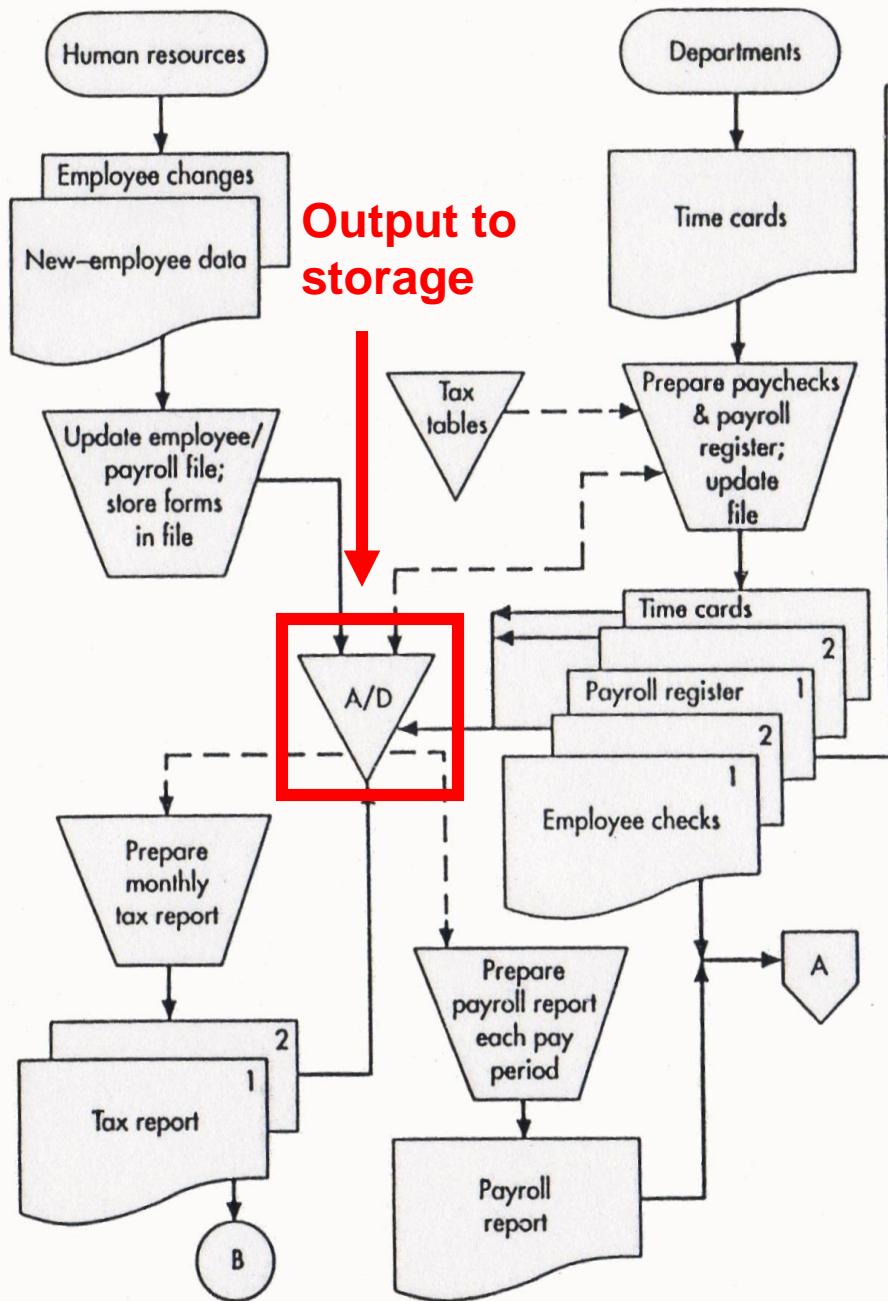 Human resources
Departments
Employee changes
New–employee data
Output to
storage
Time cards
Tax
tables
Prepare paychecks
& payroll
register;
update
file
Update employee/
payroll file;
store forms
in file
Time cards
2
Payroll register
1
2
1
Employee checks
A/D
Prepare
monthly
tax report
Prepare
payroll report
each pay
period
A
2
1
Tax report
Payroll
report
B